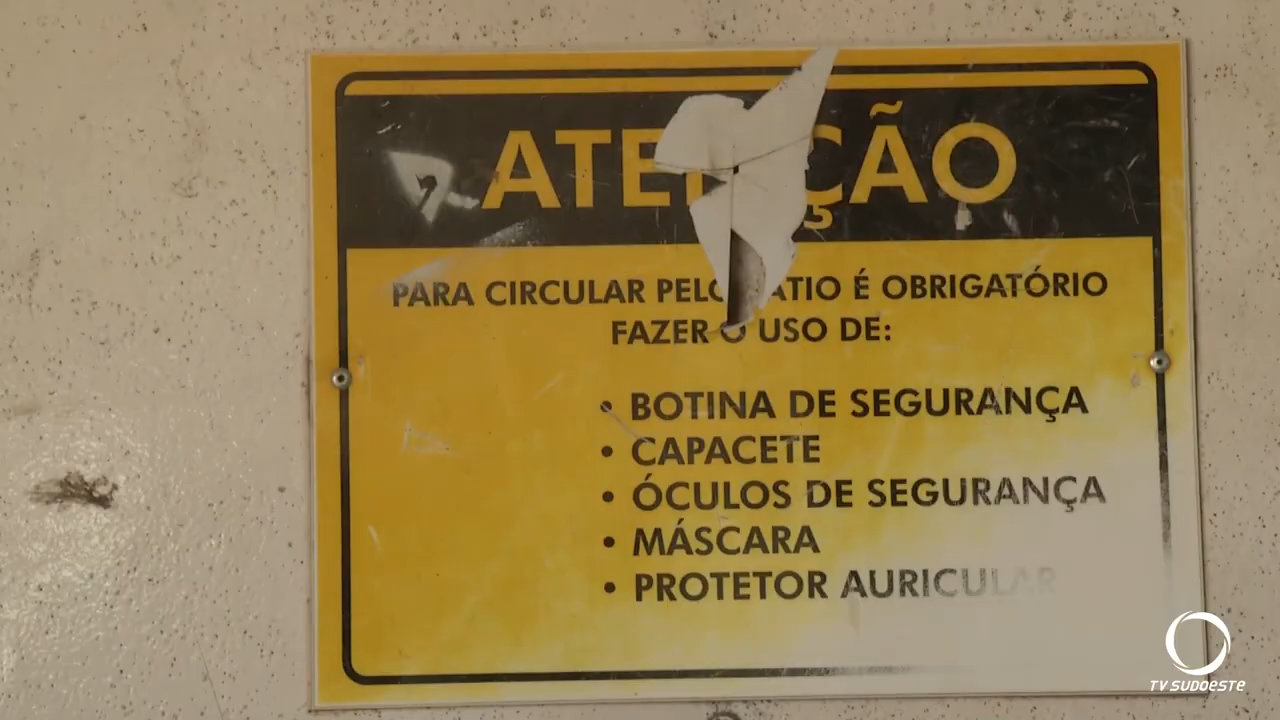 ATENÇÃO
PARA CIRCULAR PELO PATIO É OBRIGATÓRIO
FAZER O USO DE:
• BOTINA DE SEGURANÇA
• CAPACETE
• ÓCULOS DE SEGURANÇA
• MÁSCARA
• PROTETOR AURICULAR
TV SUDOESTE